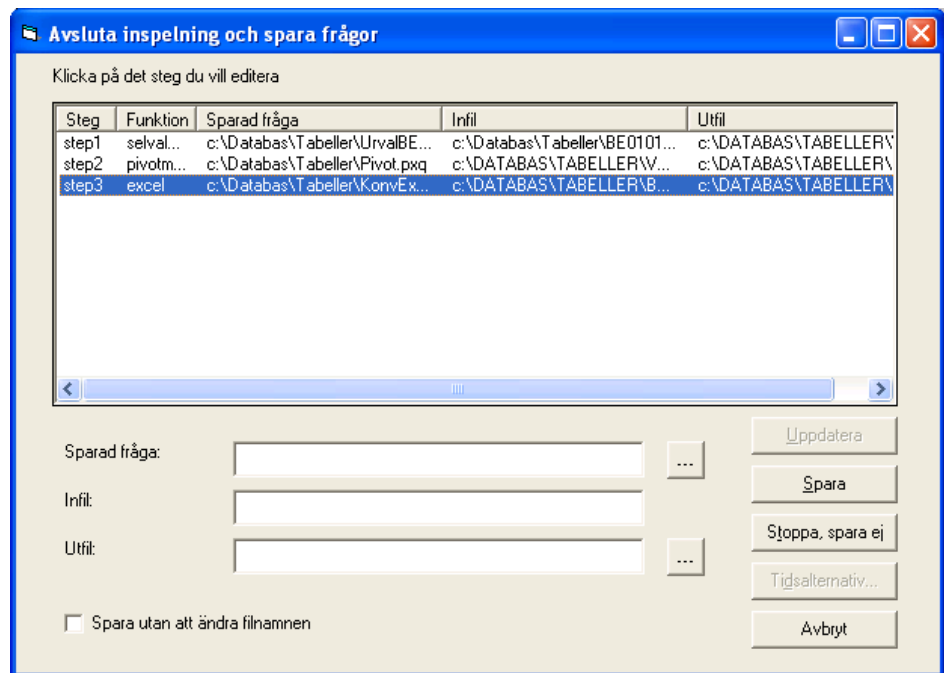 Avsluta inspelning och spara frågor
Klicka på det steg du vill editera
Steg Funktion Sparad fråga Infil Utfil
step1 selval... c:\Databas\Tabeller\UrvalBE... c:\Databas\Tabeller\BE0101... c:\DATABAS\TABELLER\
step2 pivotm... c:\Databas\Tabeller\Pivot.pxq c:\DATABAS\TABELLER\V... c:\DATABAS\TABELLER\
step3 excel c:\Databas\Tabeller\KonvEx... c:\DATABAS\TABELLER\B... c:\DATABAS\TABELLER\
Sparad fråga: ...
Infil:
Utfil: ...
Spara utan att ändra filnamnen
Uppdatera
Spara
Stoppa, spara ej
Tidsalternativ...
Avbryt